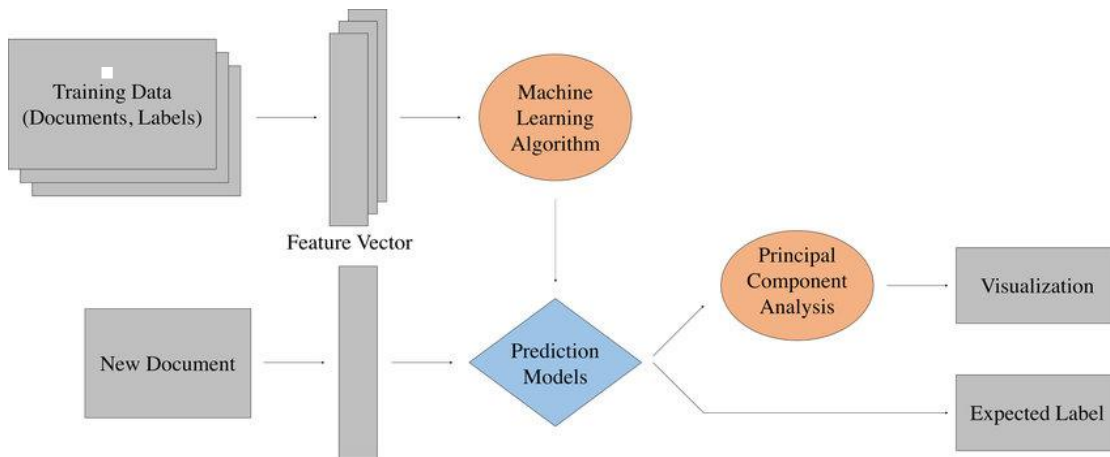 Training Data
(Documents, Labels)
Machine
Learning
Algorithm
Feature Vector
Principal
Component
Analysis
Visualization
New Document
Prediction
Models
Expected Label